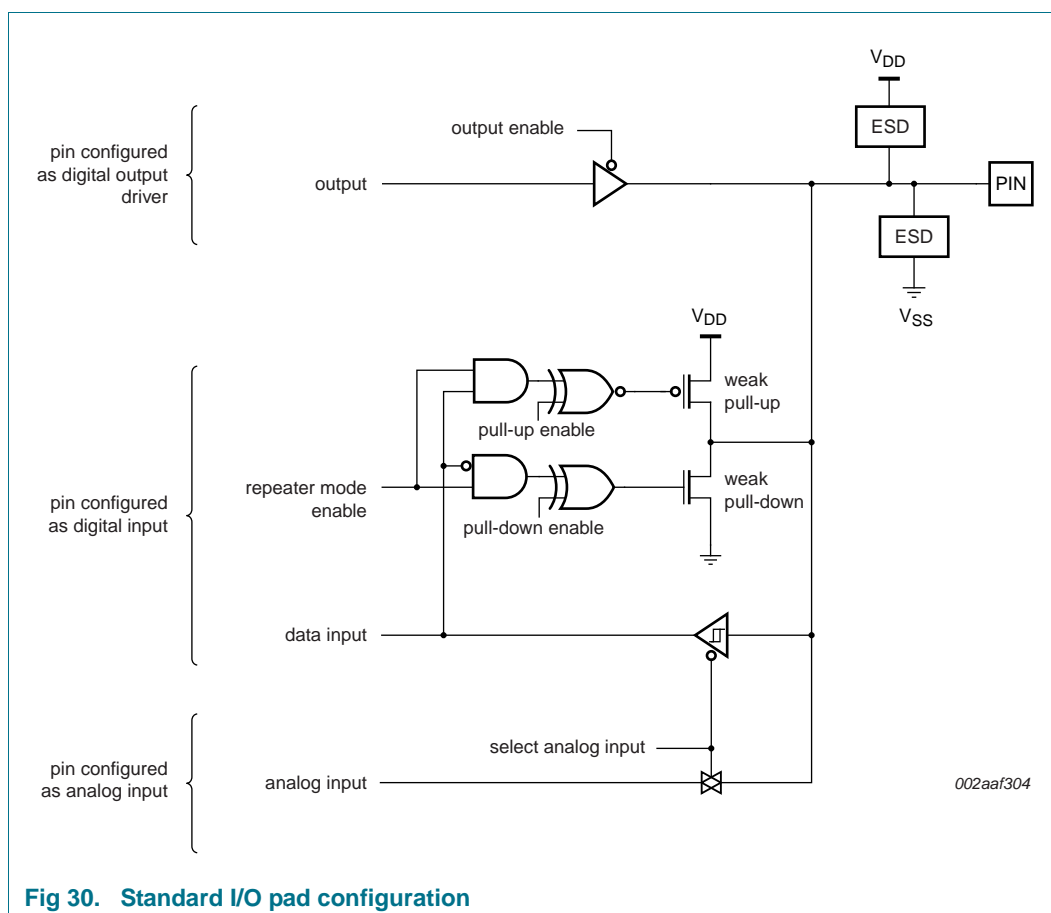 VDD
ESD
output enable
pin configured
as digital output
driver
output
PIN
ESD
VSS
VDD
weak
pull-up
pull-up enable
pin configured
as digital input
repeater mode
enable
weak
pull-down
pull-down enable
data input
select analog input
pin configured
as analog input
analog input
002aaf304
Fig 30. Standard I/O pad configuration